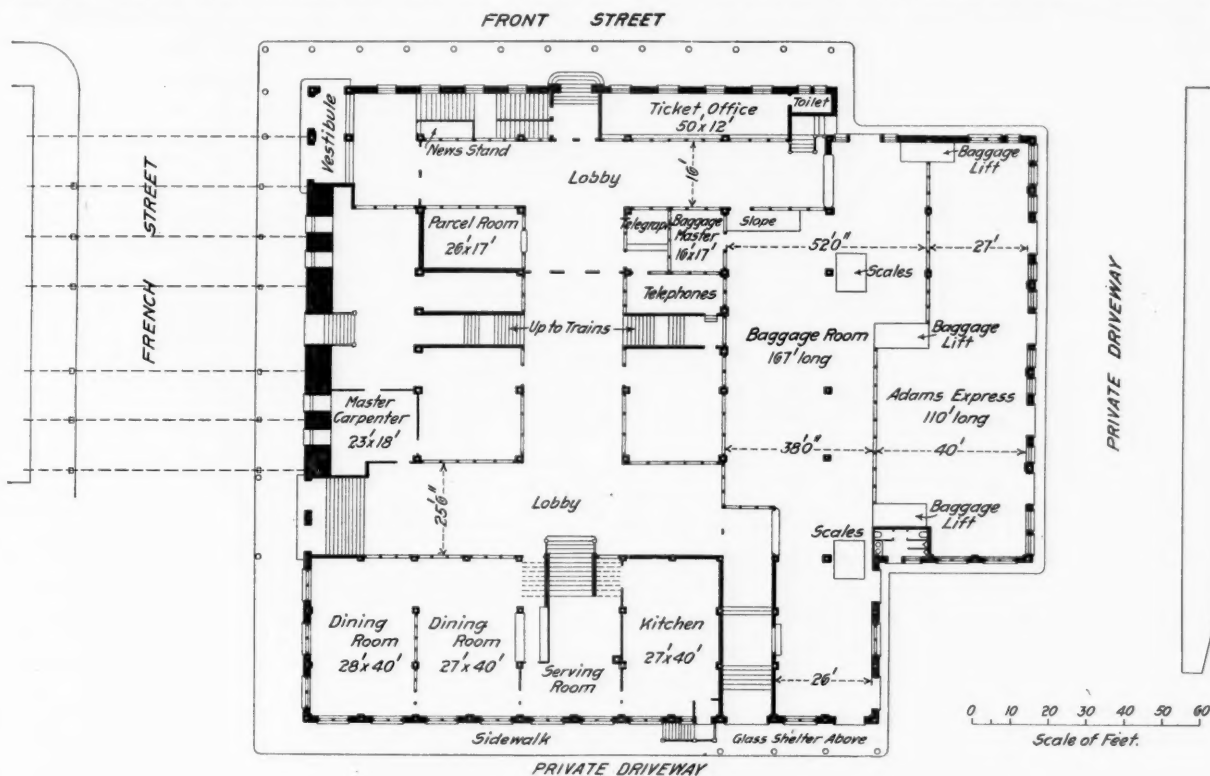 FRONT STREET
FRENCH STREET
Vestibule
News Stand
Ticket Office
50'x12'
Toilet
Baggage
Lift
Lobby
16'
Parcel Room
26'x17'
Telegraph
Baggage
Master
16'x17'
Slope
52'0"
27'
Scales
Telephones
Up to Trains
Baggage Room
167' long
Baggage
Lift
Adams Express
110' long
PRIVATE DRIVEWAY
Master
Carpenter
23'x18'
38'0"
40'
25'6"
Lobby
Baggage
Lift
Scales
Dining
Room
28'x40'
Dining
Room
27'x40'
Serving
Room
Kitchen
27'x40'
26'
Sidewalk
Glass Shelter Above
PRIVATE DRIVEWAY
0 5 10 20 30 40 50 60
Scale of Feet.